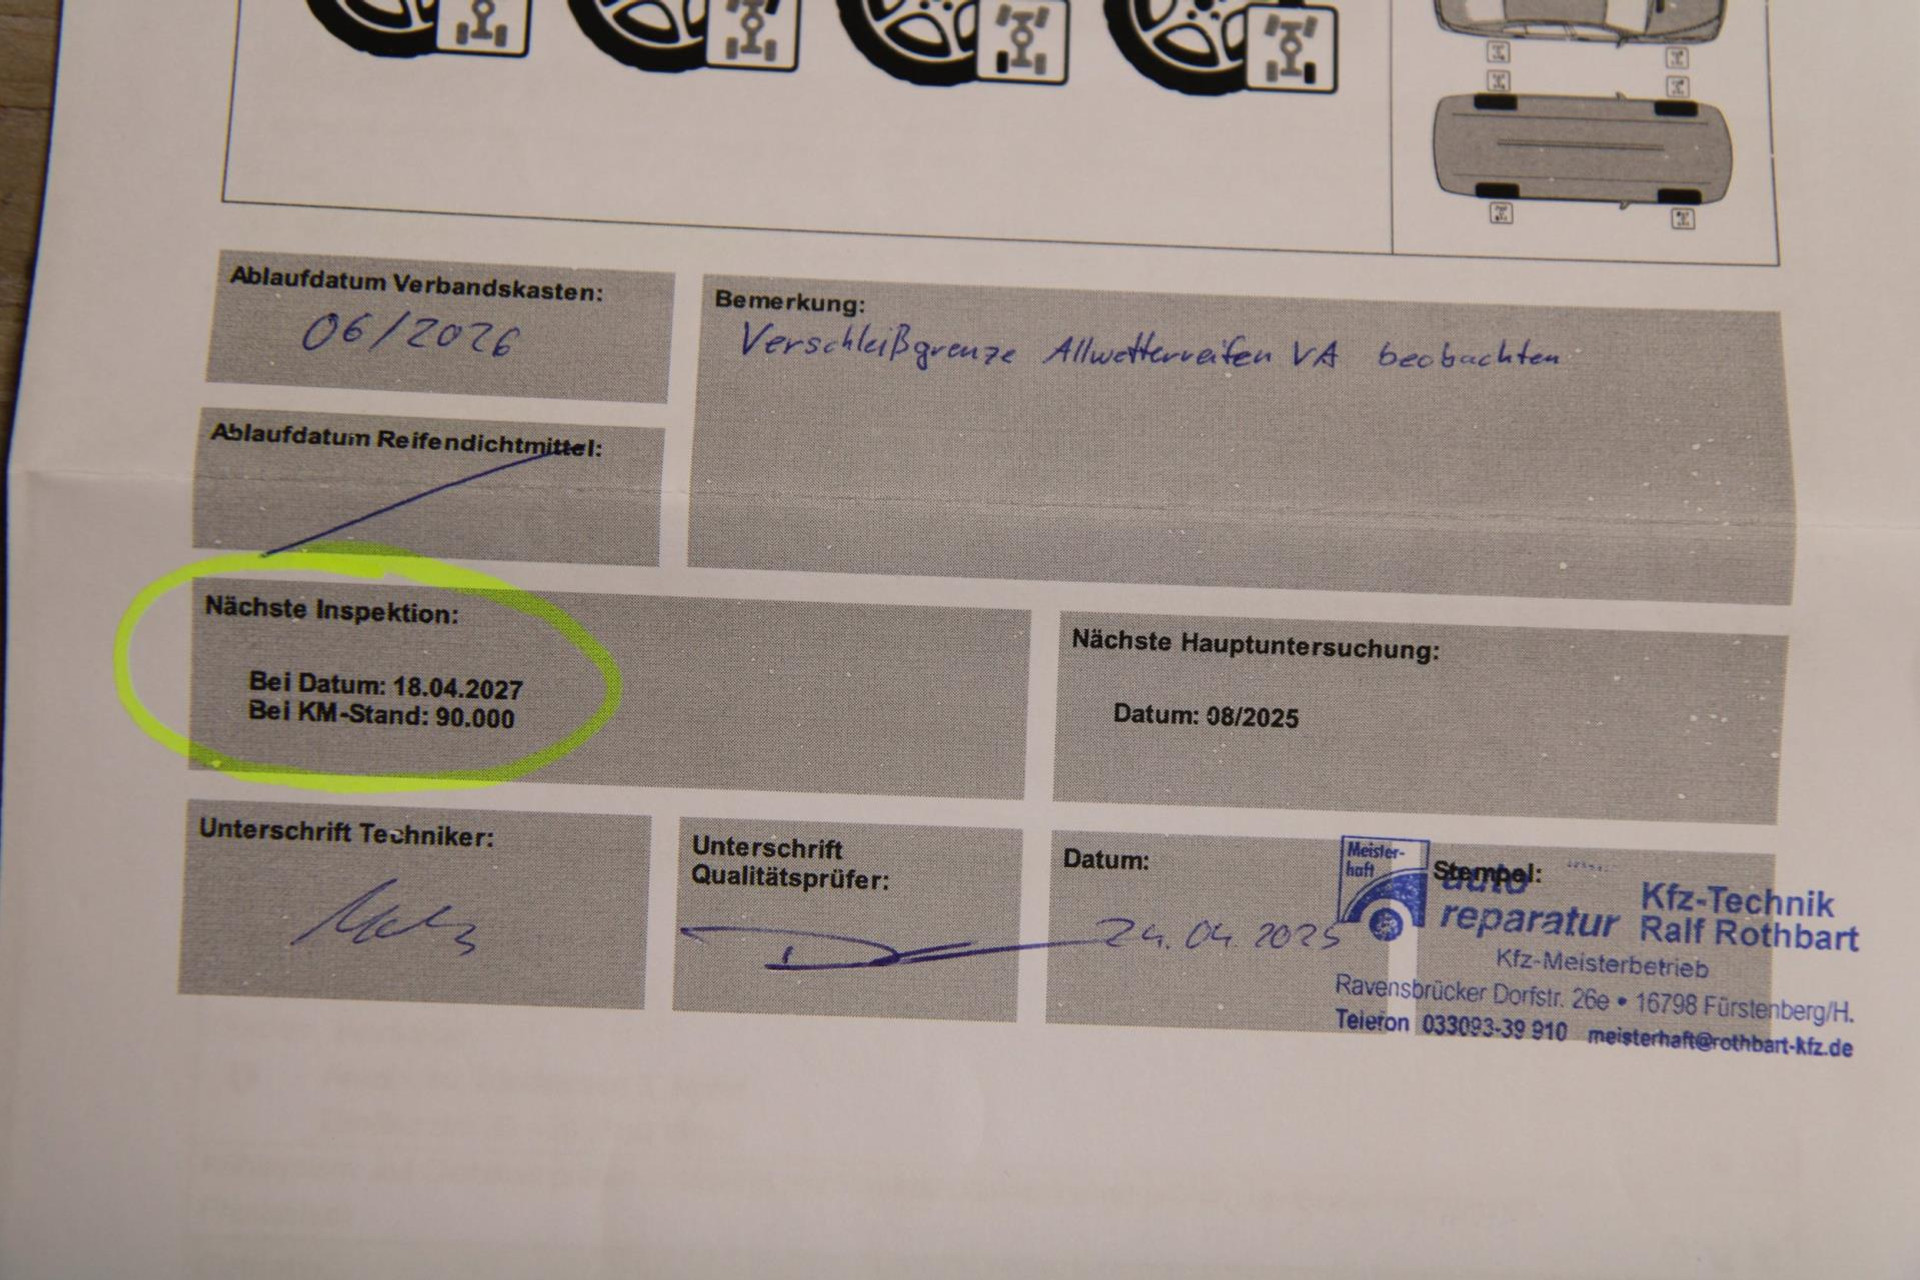 Ablaufdatum Verbandskasten:
06/2026
Bemerkung:
Verschleißgrenze Allwetterreifen VA beobachten
Ablaufdatum Reifendichtmittel:
Nächste Inspektion:
Bei Datum: 18.04.2027
Bei KM-Stand: 90.000
Nächste Hauptuntersuchung:
Datum: 08/2025
Unterschrift Techniker:
Unterschrift
Qualitätsprüfer:
Datum:
24.04.2025
Stempel:
Meister-
haft
auto
reparatur
Kfz-Technik
Ralf Rothbart
Kfz-Meisterbetrieb
Ravensbrücker Dorfstr. 26e • 16798 Fürstenberg/H.
Telefon 033093-39 910 meisterhaft@rothbart-kfz.de